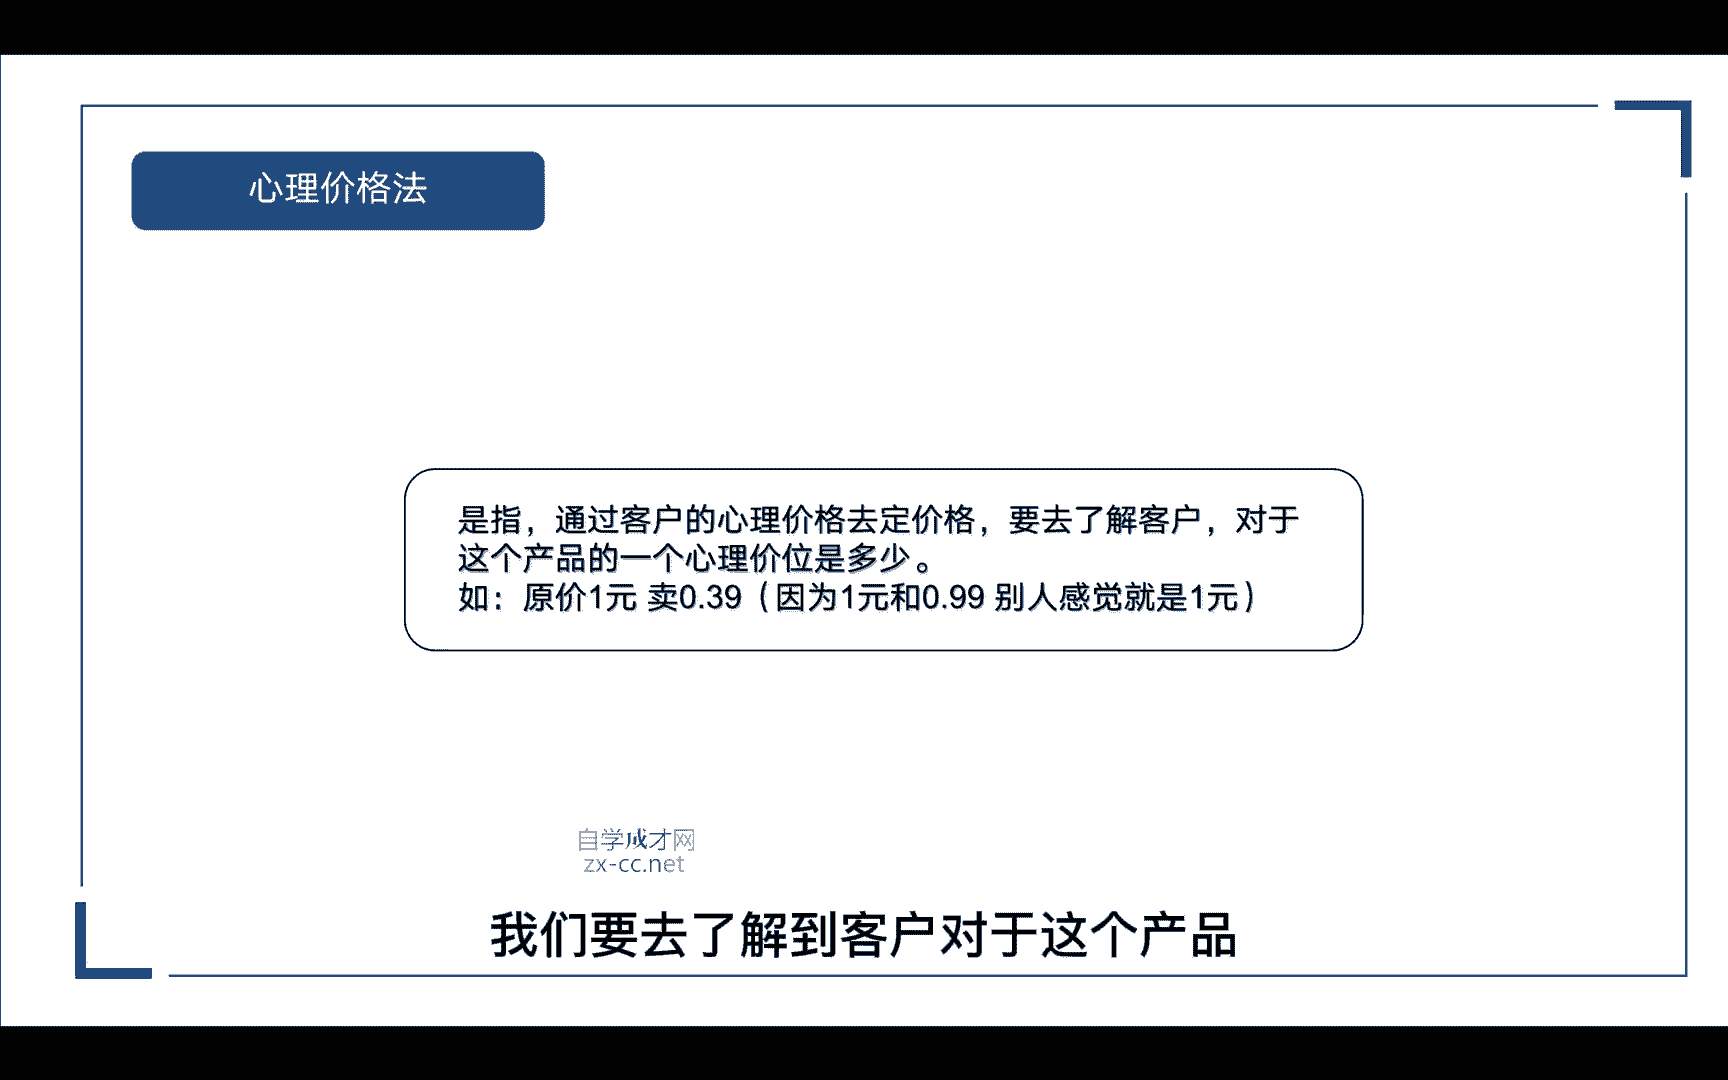 心理价格法
是指，通过客户的心理价格去定价格，要去了解客户，对于
这个产品的一个心理价位是多少。
如：原价1元 卖0.39（因为1元和0.99 别人感觉就是1元）
自学成才网
zx-cc.net
我们要去了解到客户对于这个产品